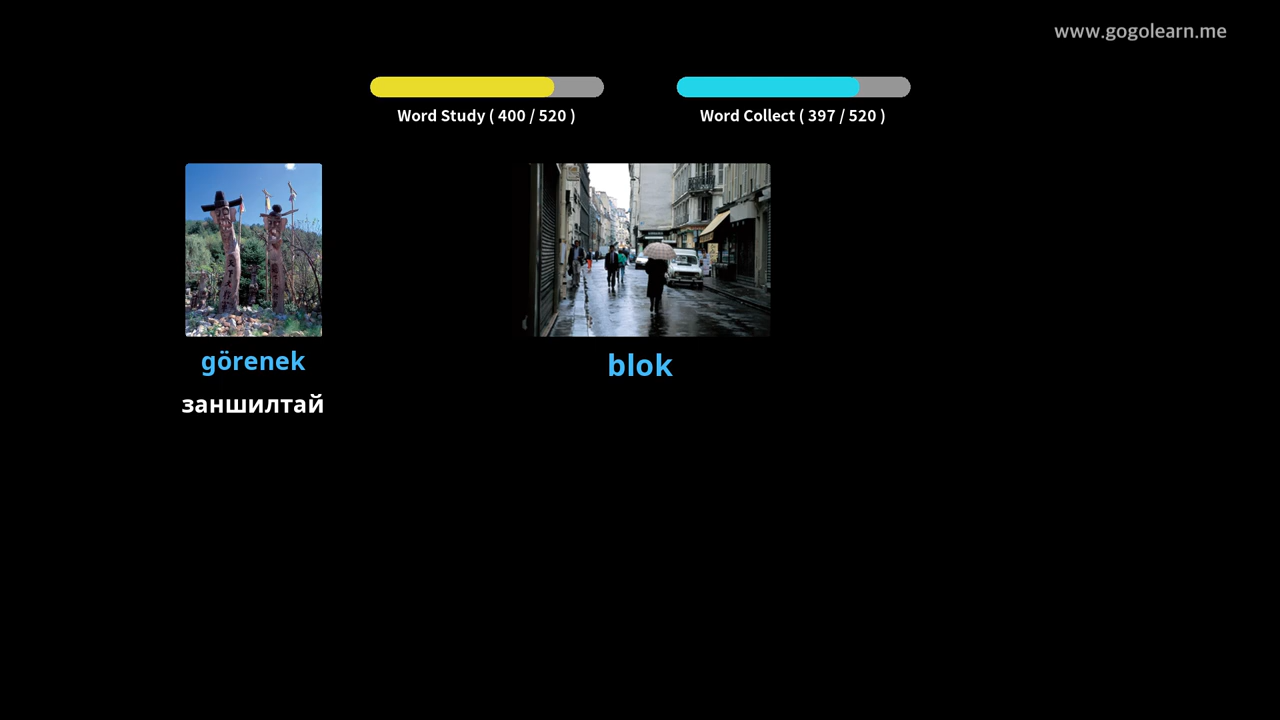 www.gogolearn.me
Word Study ( 400 / 520 )
Word Collect ( 397 / 520 )
görenek
заншилтай
blok